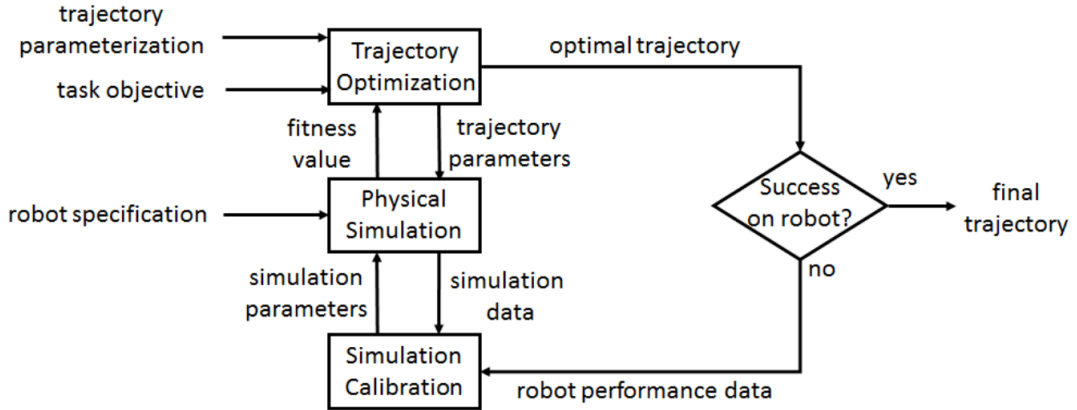 trajectory
parameterization
task objective
Trajectory
Optimization
optimal trajectory
fitness
value
trajectory
parameters
robot specification
Physical
Simulation
Success
on robot?
yes
final
trajectory
no
simulation
parameters
simulation
data
Simulation
Calibration
robot performance data